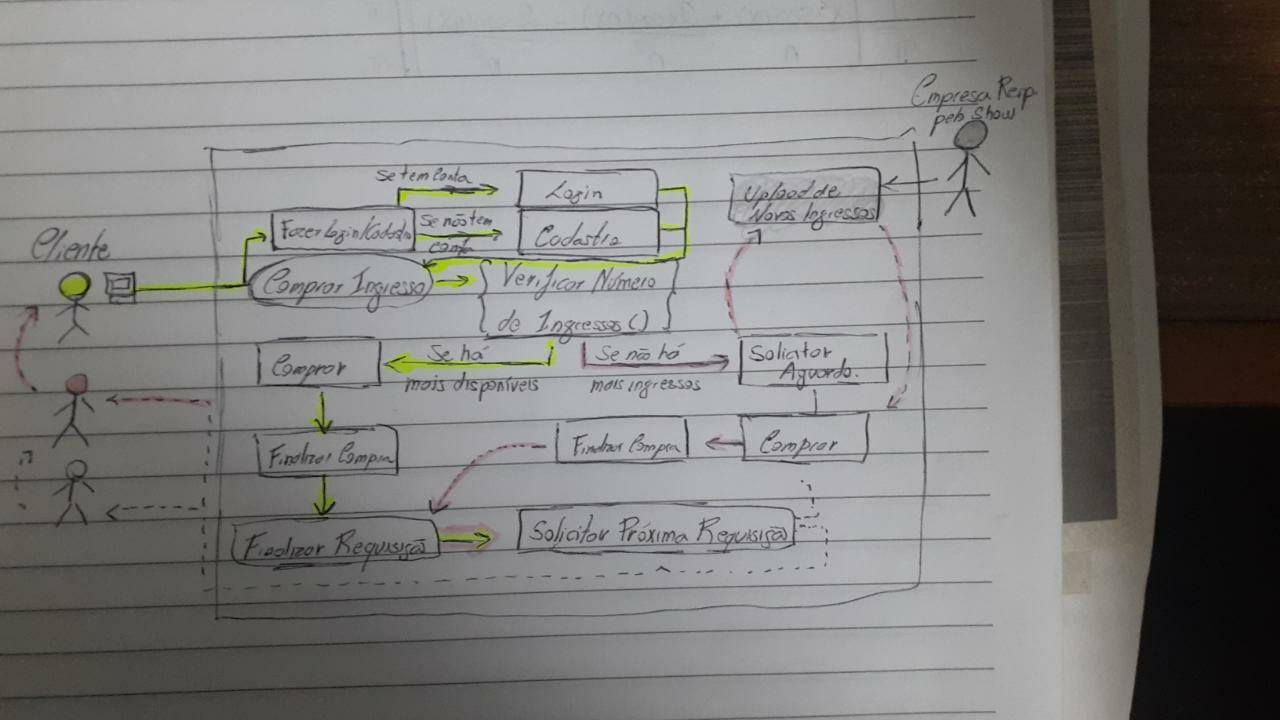 Empresa Resp.
pelo Show
Se tem Conta
Login
Upload de
Novos Ingressos
Fazer Login/Cadastro
Se não tem
conta
Cadastro
Cliente
Comprar Ingresso
Verificar Número
de Ingressos()
Comprar
Se há
mais disponíveis
Se não há
mais ingressos
Solicitar
Aguardo.
Finalizar Compra
Finalizar Compra
Comprar
Finalizar Requisição
Solicitar Próxima Requisição